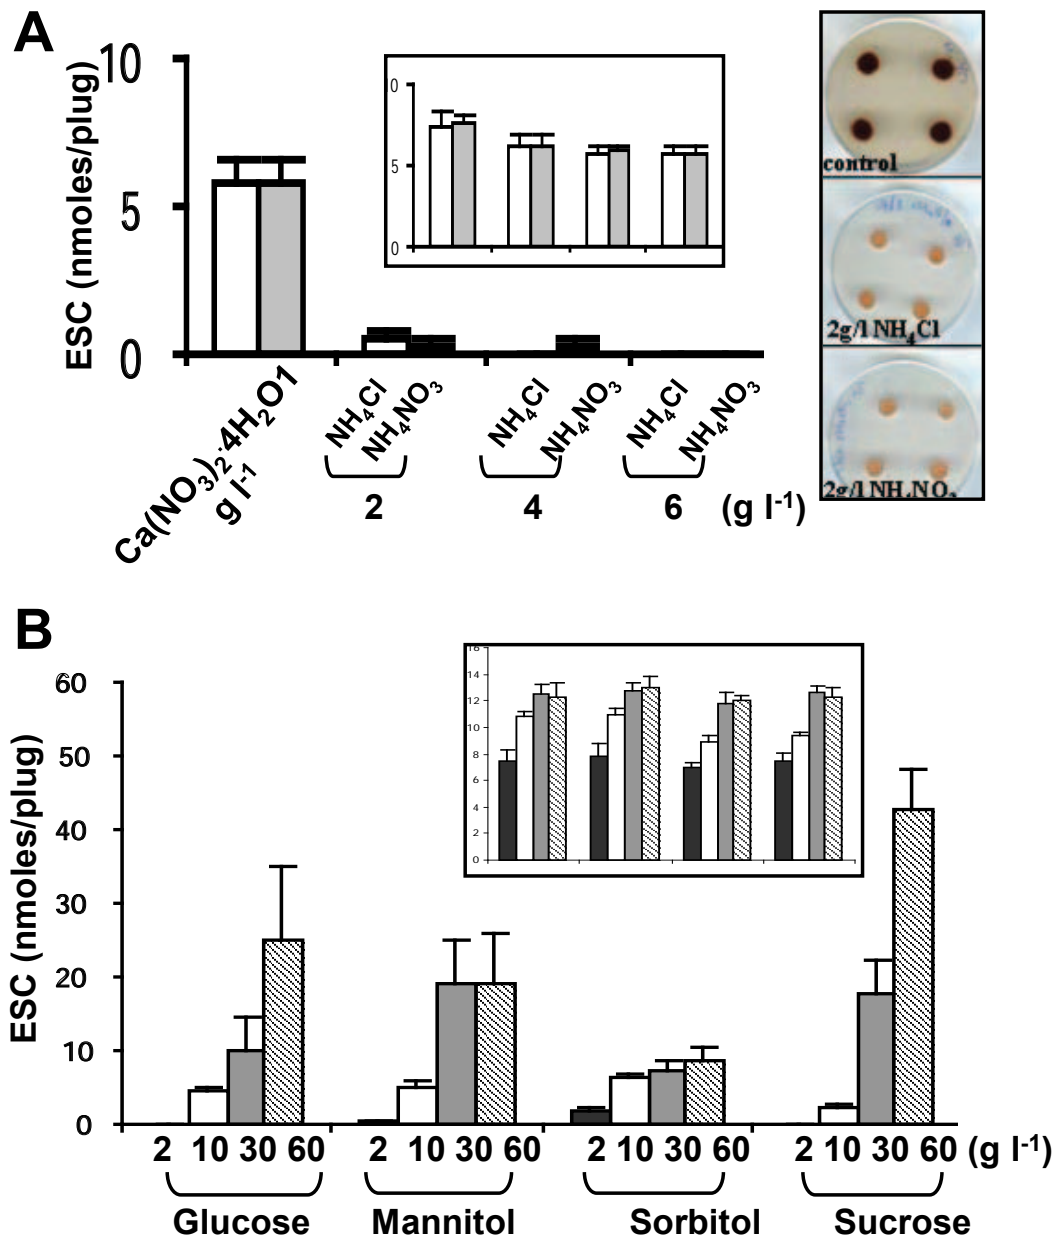 A
ESC (nmoles/plug)
10
5
0
0
5
0
Ca(NO3)2·4H2O1
g l-1
NH4Cl
NH4NO3
NH4Cl
NH4NO3
NH4Cl
NH4NO3
2
4
6
(g l-1)
control
2g/l NH4Cl
2g/l NH4NO3
B
ESC (nmoles/plug)
60
50
40
30
20
10
0
16
14
12
10
8
6
4
2
0
2 10 30 60
2 10 30 60
2 10 30 60
2 10 30 60 (g l-1)
Glucose
Mannitol
Sorbitol
Sucrose